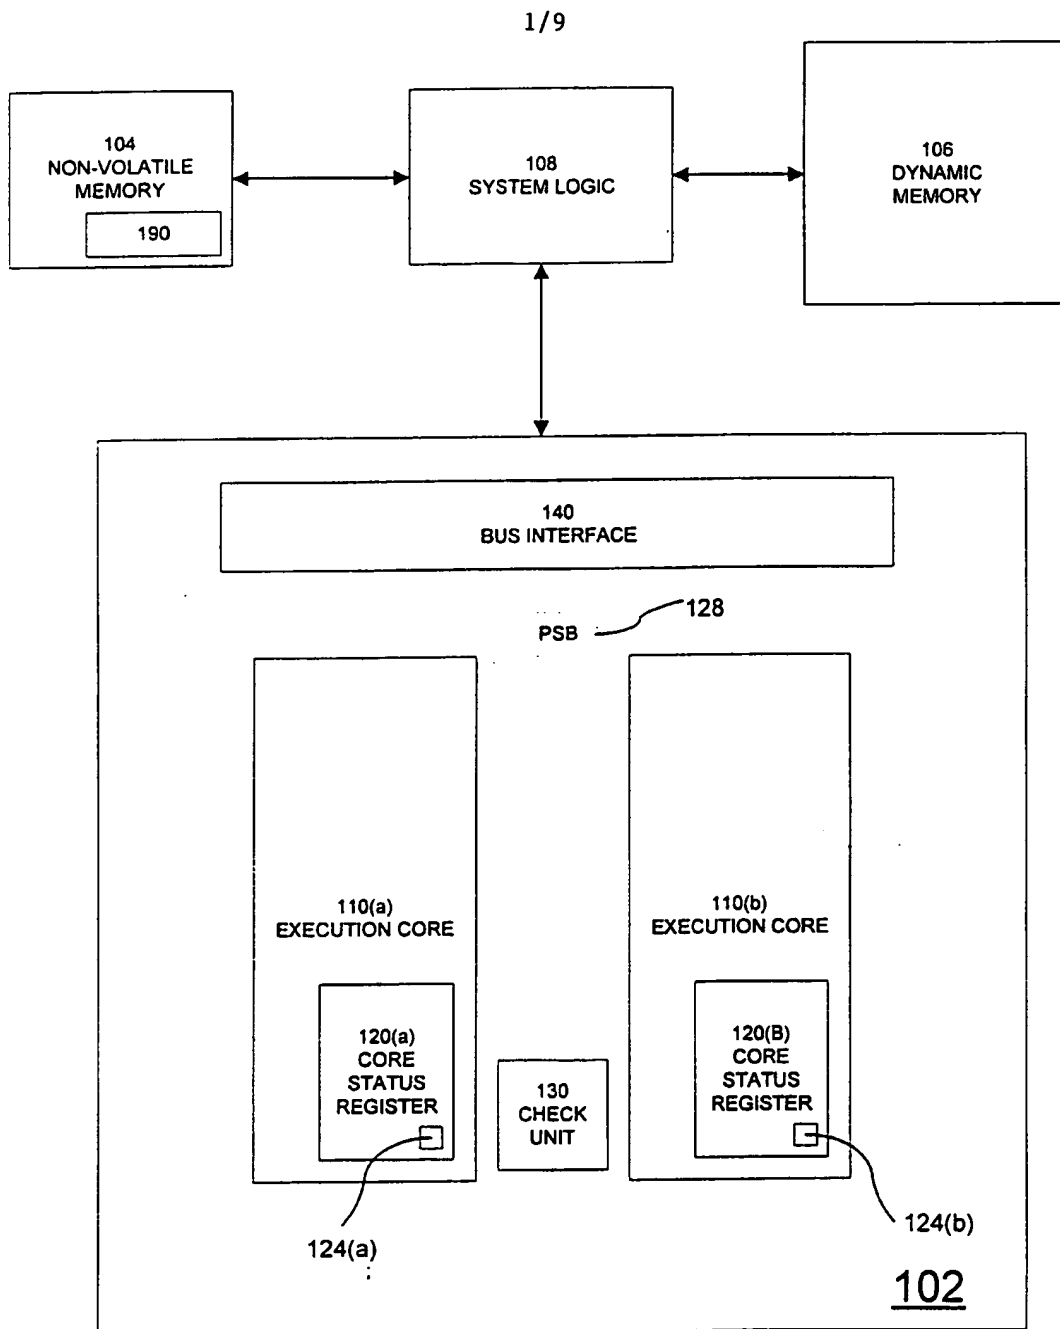 1/9
104
NON-VOLATILE
MEMORY
190
108
SYSTEM LOGIC
106
DYNAMIC
MEMORY
140
BUS INTERFACE
PSB
128
110(a)
EXECUTION CORE
110(b)
EXECUTION CORE
120(a)
CORE
STATUS
REGISTER
130
CHECK
UNIT
120(B)
CORE
STATUS
REGISTER
124(a)
124(b)
102